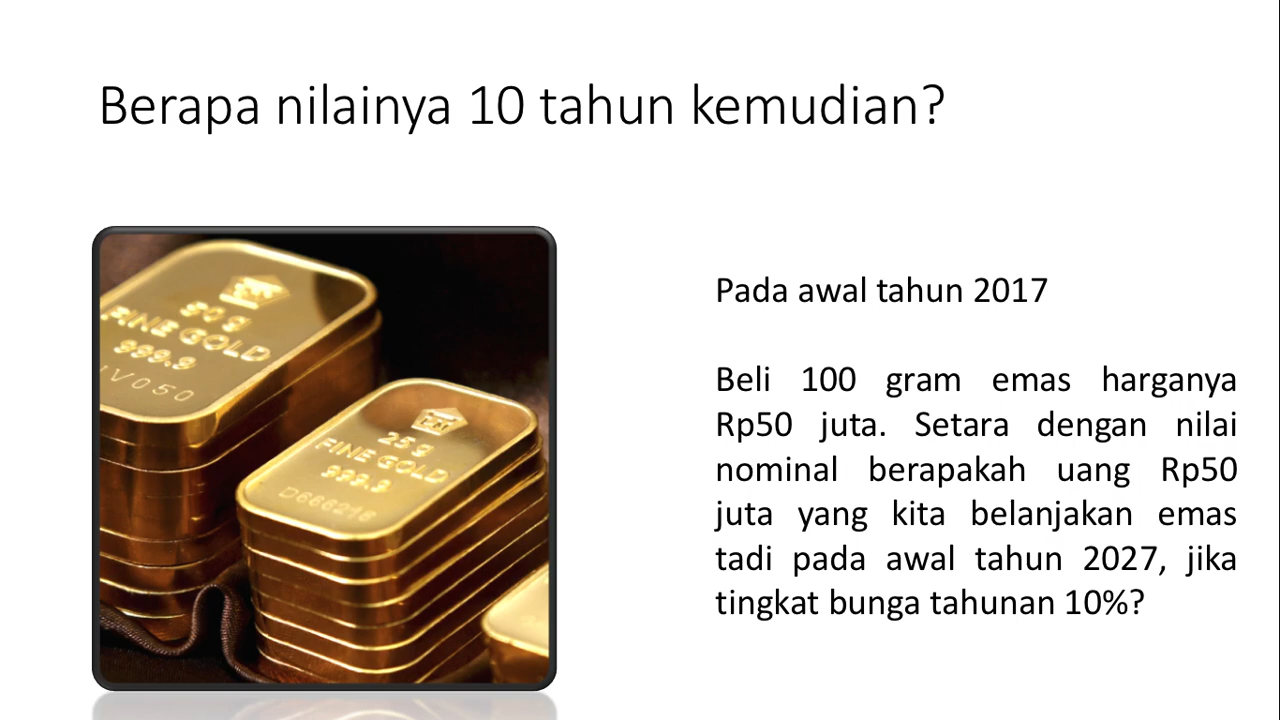 Berapa nilainya 10 tahun kemudian?
50 g
FINE GOLD
999.9
25 g
FINE GOLD
999.9
Pada awal tahun 2017
Beli 100 gram emas harganya
Rp50 juta. Setara dengan nilai
nominal berapakah uang Rp50
juta yang kita belanjakan emas
tadi pada awal tahun 2027, jika
tingkat bunga tahunan 10%?